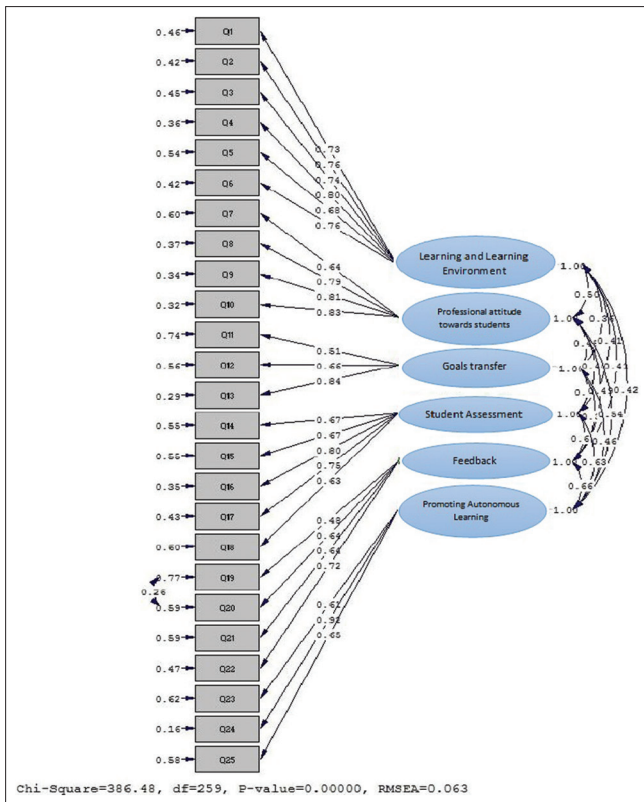 0.46 Q1
0.42 Q2
0.45 Q3
0.36 Q4
0.54 Q5
0.42 Q6
0.60 Q7
0.37 Q8
0.34 Q9
0.32 Q10
0.74 Q11
0.56 Q12
0.29 Q13
0.55 Q14
0.55 Q15
0.35 Q16
0.43 Q17
0.60 Q18
0.77 Q19
0.26
0.59 Q20
0.59 Q21
0.47 Q22
0.62 Q23
0.16 Q24
0.58 Q25
0.73
0.76
0.74
0.80
0.68
0.76
0.64
0.79
0.81
0.83
0.51
0.66
0.84
0.67
0.67
0.80
0.75
0.63
0.48
0.64
0.64
0.72
0.61
0.92
0.65
Learning and Learning
Environment
1.00
Professional attitude
towards students
1.00
Goals transfer
1.00
Student Assessment
1.00
Feedback
1.00
Promoting Autonomous
Learning
1.00
0.50
0.41
0.42
0.46
0.63
0.66
Chi-Square=386.48, df=259, P-value=0.00000, RMSEA=0.063